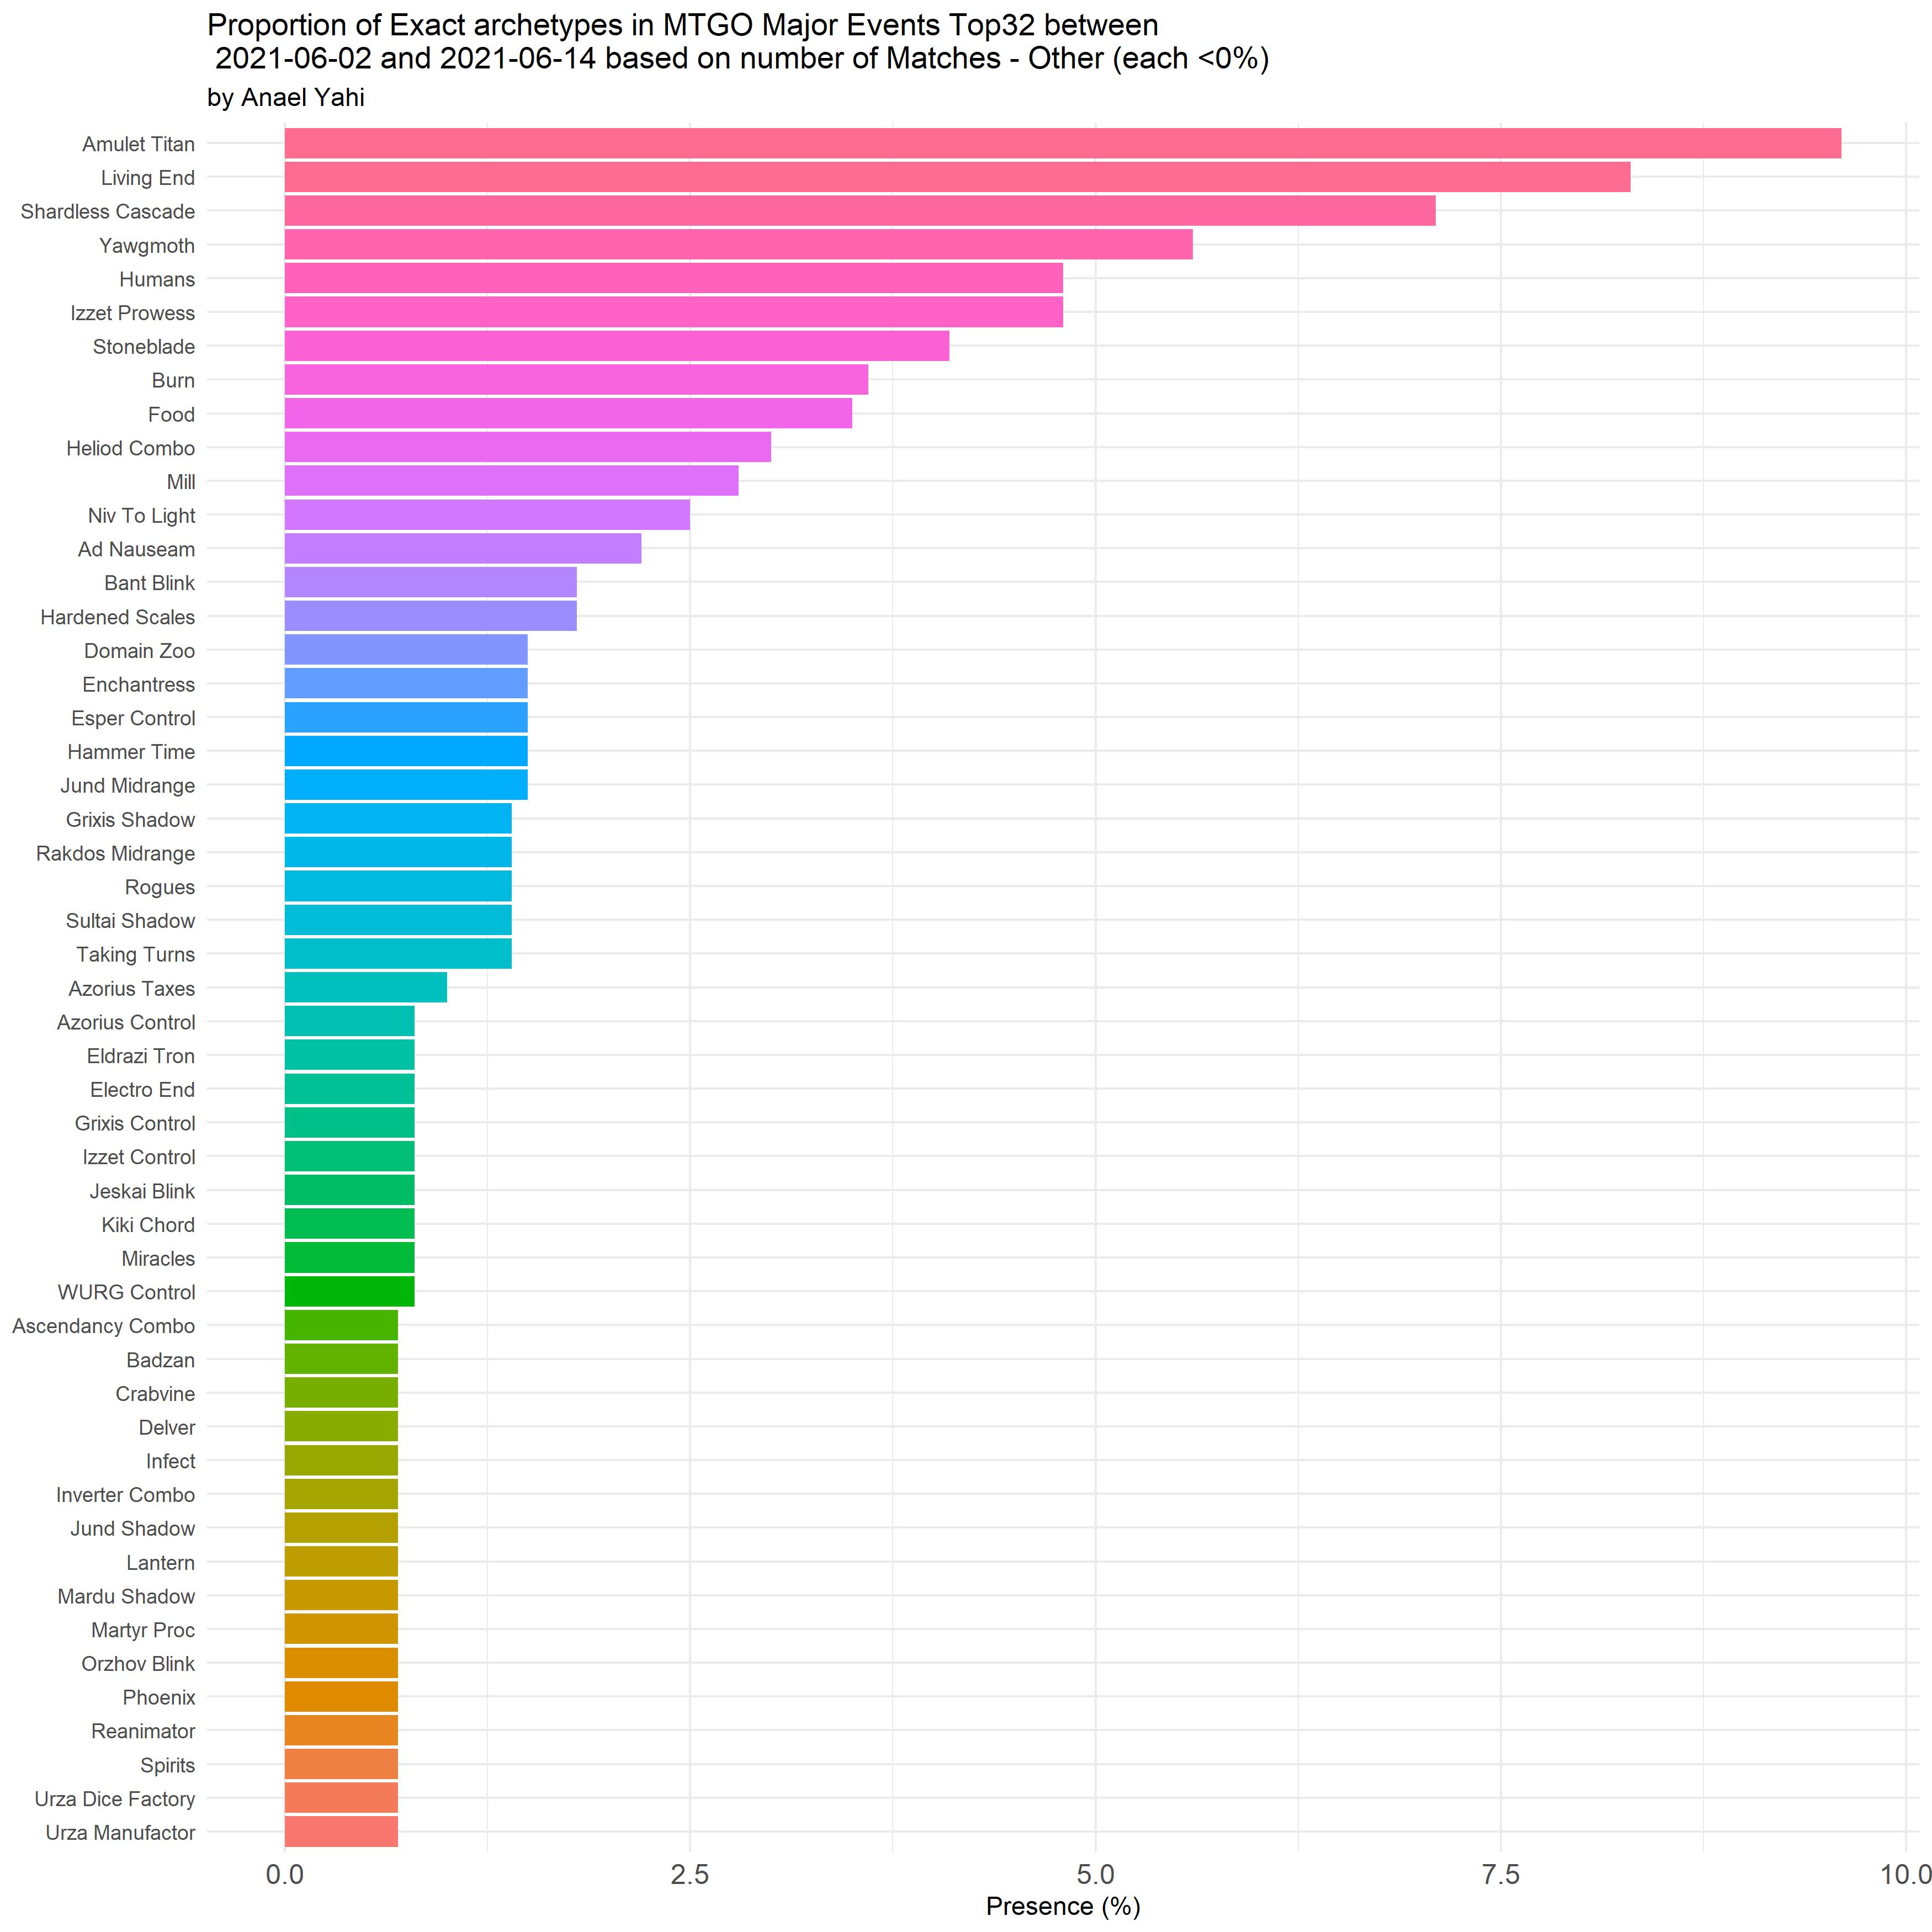 Proportion of Exact archetypes in MTGO Major Events Top32 between
2021-06-02 and 2021-06-14 based on number of Matches - Other (each <0%)
by Anael Yahi
Amulet Titan
Living End
Shardless Cascade
Yawgmoth
Humans
Izzet Prowess
Stoneblade
Burn
Food
Heliod Combo
Mill
Niv To Light
Ad Nauseam
Bant Blink
Hardened Scales
Domain Zoo
Enchantress
Esper Control
Hammer Time
Jund Midrange
Grixis Shadow
Rakdos Midrange
Rogues
Sultai Shadow
Taking Turns
Azorius Taxes
Azorius Control
Eldrazi Tron
Electro End
Grixis Control
Izzet Control
Jeskai Blink
Kiki Chord
Miracles
WURG Control
Ascendancy Combo
Badzan
Crabvine
Delver
Infect
Inverter Combo
Jund Shadow
Lantern
Mardu Shadow
Martyr Proc
Orzhov Blink
Phoenix
Reanimator
Spirits
Urza Dice Factory
Urza Manufactor
0.0 2.5 5.0 7.5 10.0
Presence (%)